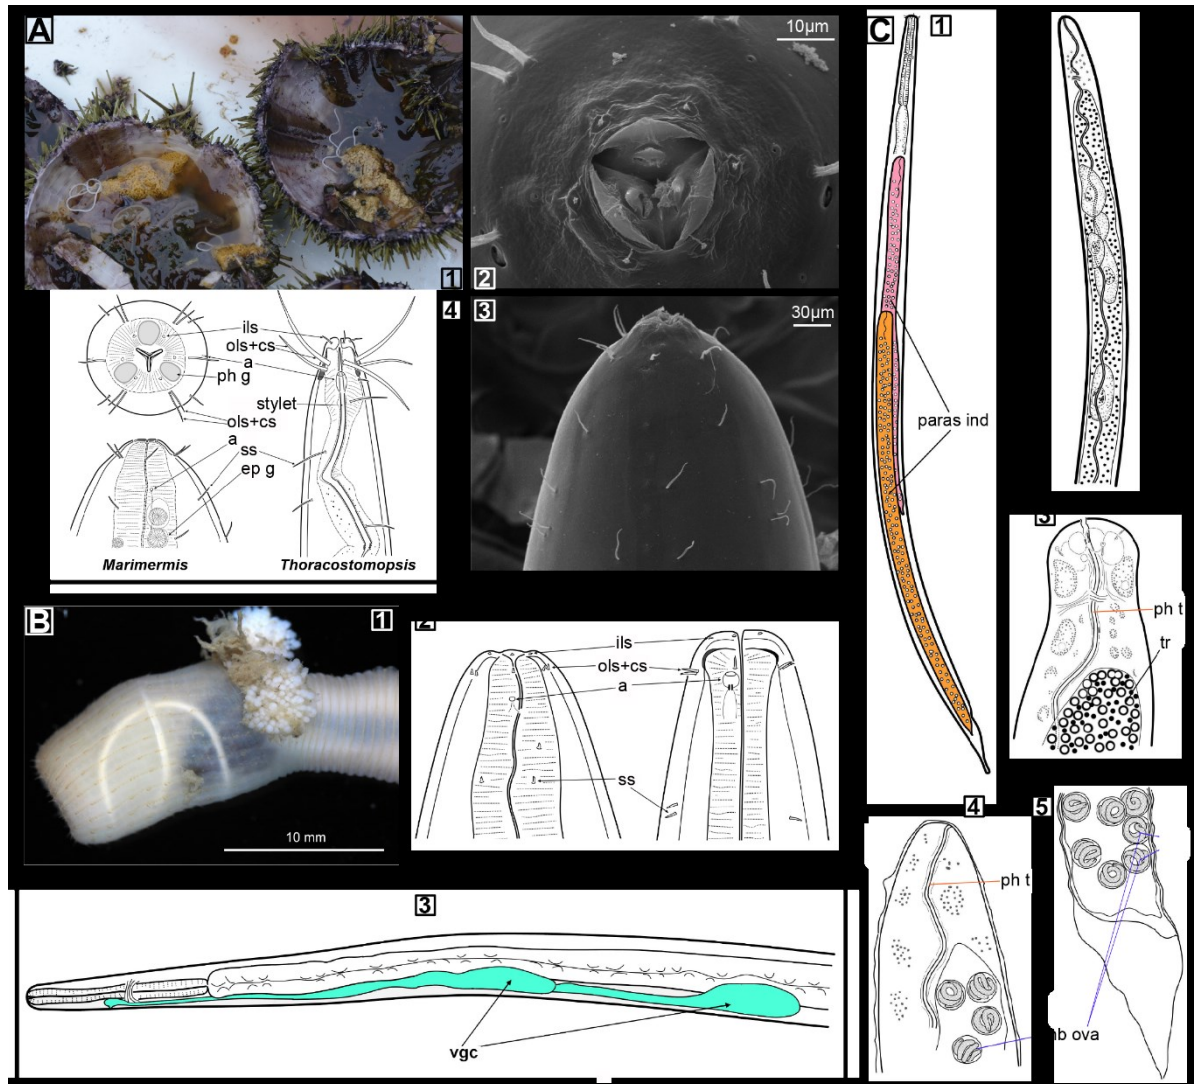 A
1
10µm
2
3
30µm
4
ils
ols+cs
a
ph g
stylet
ols+cs
a
ss
ep g
Marimermis
Thoracostomopsis
B
1
10 mm
2
ils
ols+cs
a
ss
3
vgc
C
1
paras ind
3
ph t
tr
4
ph t
5
ova